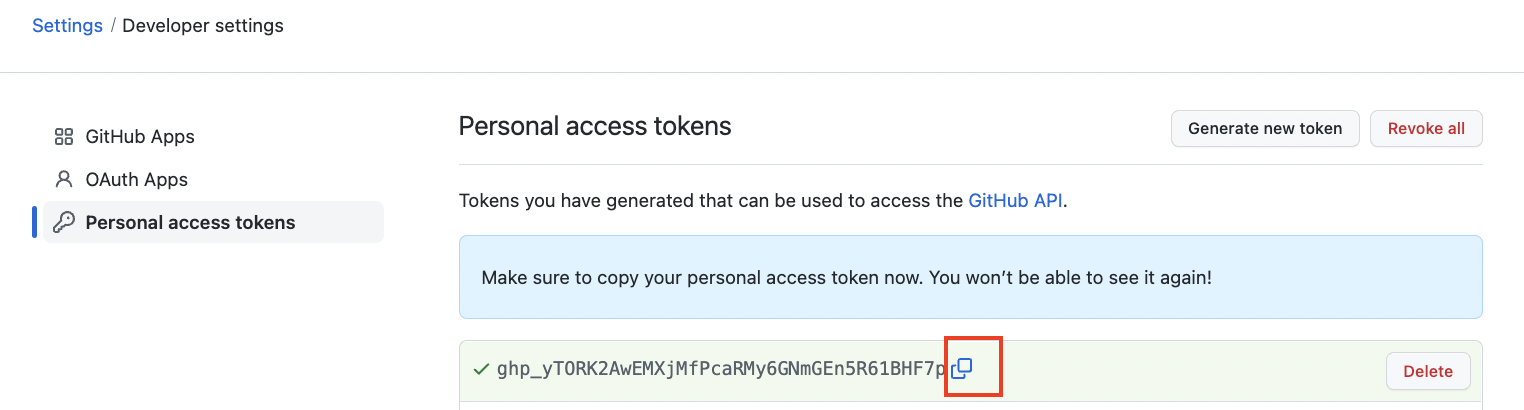 Settings / Developer settings
GitHub Apps
OAuth Apps
Personal access tokens
Personal access tokens
Generate new token
Revoke all
Tokens you have generated that can be used to access the GitHub API.
Make sure to copy your personal access token now. You won’t be able to see it again!
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
Delete